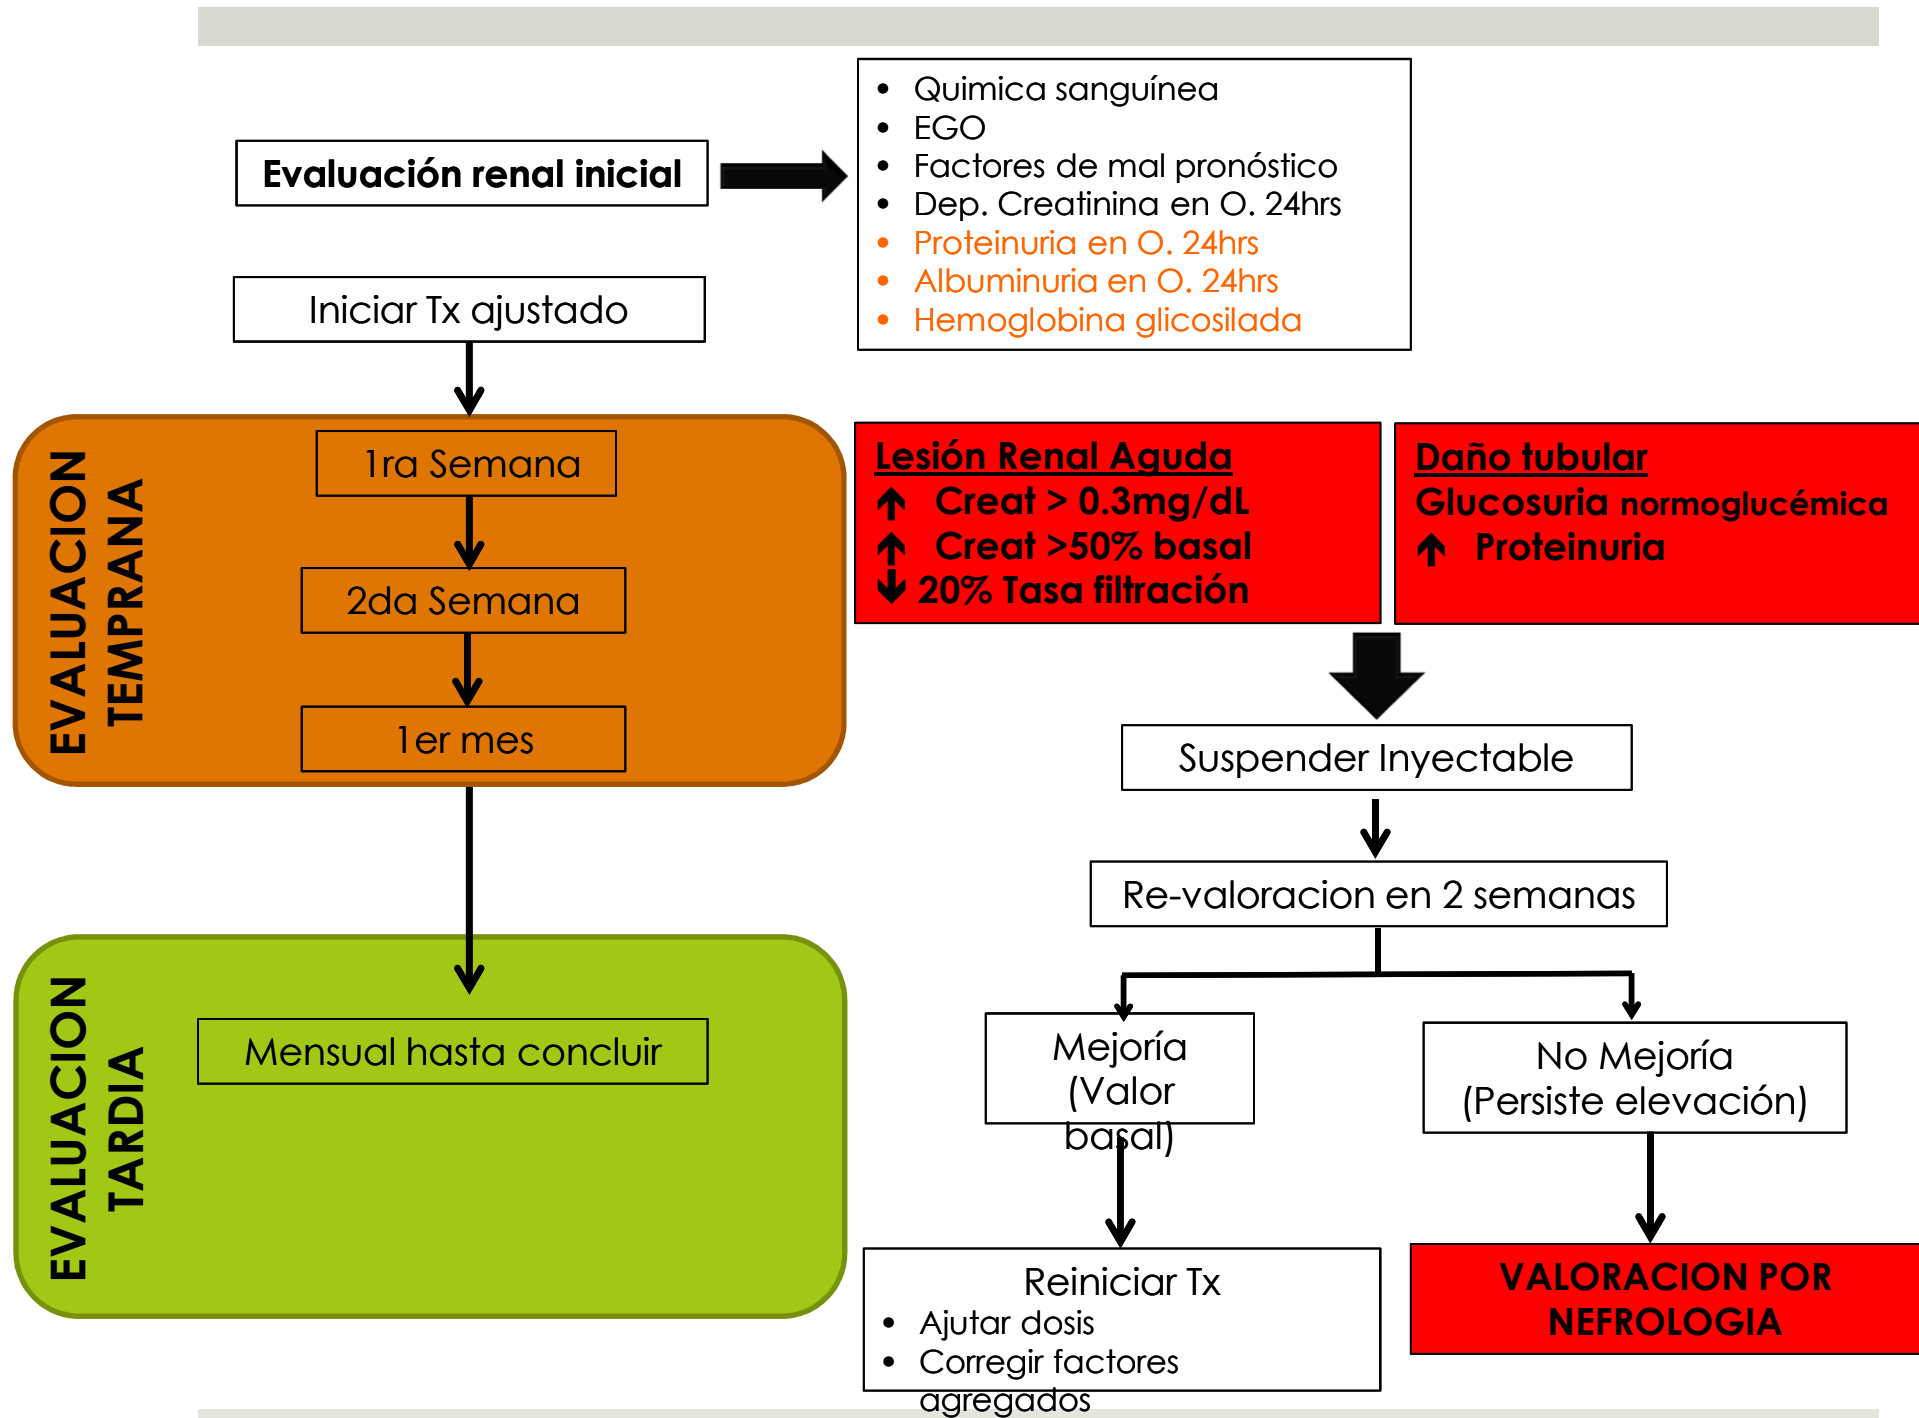 Evaluación renal inicial
• Quimica sanguínea
• EGO
• Factores de mal pronóstico
• Dep. Creatinina en O. 24hrs
• Proteinuria en O. 24hrs
• Albuminuria en O. 24hrs
• Hemoglobina glicosilada
Iniciar Tx ajustado
EVALUACION
TEMPRANA
1ra Semana
2da Semana
1er mes
EVALUACION
TARDIA
Mensual hasta concluir
Lesión Renal Aguda
↑ Creat > 0.3mg/dL
↑ Creat >50% basal
↓ 20% Tasa filtración
Daño tubular
Glucosuria normoglucémica
↑ Proteinuria
Suspender Inyectable
Re-valoracion en 2 semanas
Mejoría
(Valor
basal)
No Mejoría
(Persiste elevación)
Reiniciar Tx
• Ajutar dosis
• Corregir factores
agregados
VALORACION POR
NEFROLOGIA